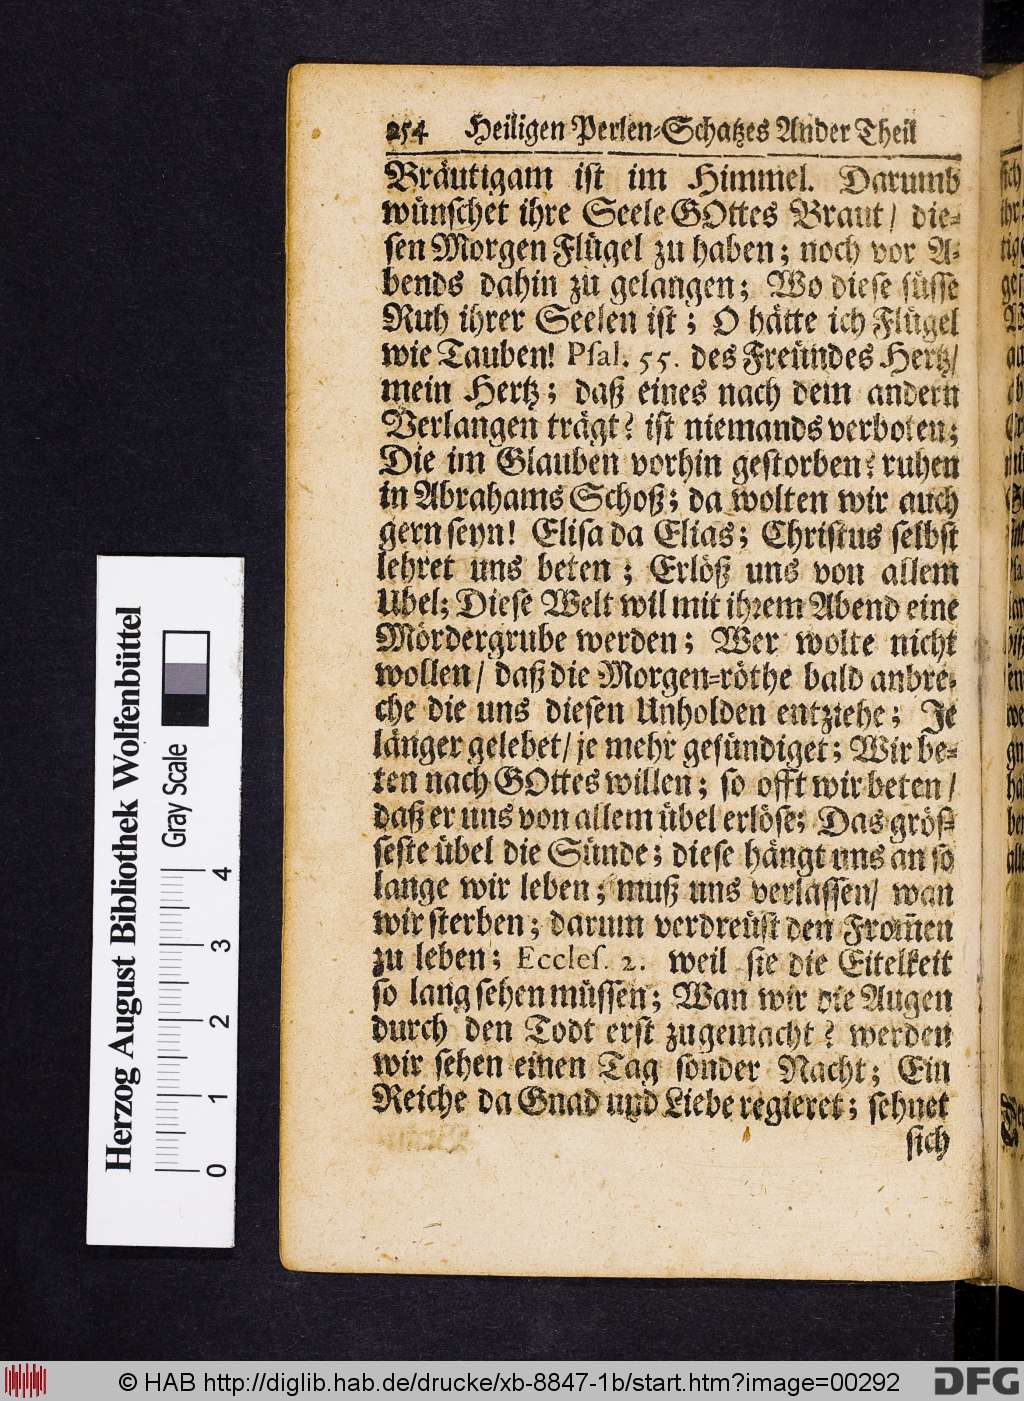 254 Heiligen Perlen-Schatzes Ander Theil
Bräutigam ist im Himmel. Darumb
wünschet ihre Seele GOttes Braut / die-
sen Morgen Flügel zu haben; noch vor A-
bends dahin zu gelangen; Wo diese süsse
Ruh ihrer Seelen ist; O hätte ich Flügel
wie Tauben! Psal. 55. des Freündes Hertz/
mein Hertz; daß eines nach dem andern
Verlangen trägt? ist niemands verboten;
Die im Glauben vorhin gestorben? ruhen
in Abrahams Schoß; da wolten wir auch
gern seyn! Elisa da Elias; Christus selbst
lehret uns beten; Erlöß uns von allem
Ubel; Diese Welt wil mit ihrem Abend eine
Mördergrube werden; Wer wolte nicht
wollen / daß die Morgen-röthe bald anbre-
che die uns diesen Unholden entziehe; Je
länger gelebet / je mehr gesündiget; Wir be-
ten nach GOttes willen; so offt wir beten /
daß er uns von allem übel erlöse; Das grös-
seste übel die Sünde; diese hängt uns an so
lange wir leben; muß uns verlassen / wan
wir sterben; darum verdreüst den From̃en
zu leben; Eccles. 2. weil sie die Eitelkeit
so lang sehen müssen; Wan wir die Augen
durch den Todt erst zugemacht? werden
wir sehen einen Tag sonder Nacht; Ein
Reiche da Gnad und Liebe regieret; sehnet
sich
Herzog August Bibliothek Wolfenbüttel
Gray Scale
0 1 2 3 4
© HAB http://diglib.hab.de/drucke/xb-8847-1b/start.htm?image=00292
DFG